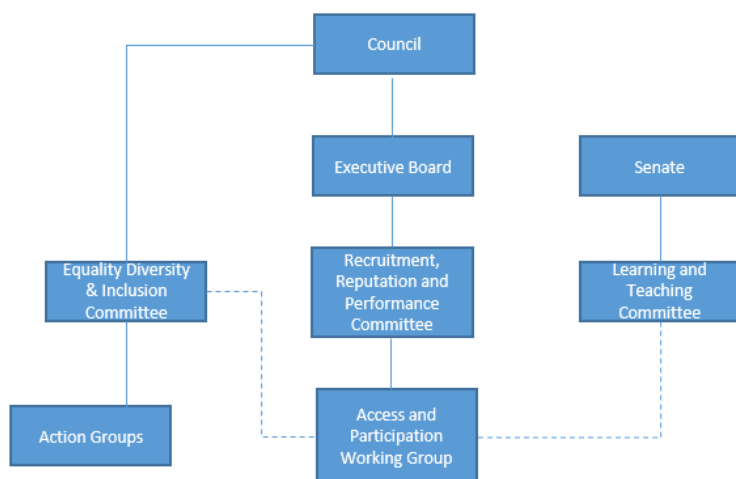 Council
Executive Board
Senate
Equality Diversity
& Inclusion
Committee
Recruitment,
Reputation and
Performance
Committee
Learning and
Teaching
Committee
Action Groups
Access and
Participation
Working Group